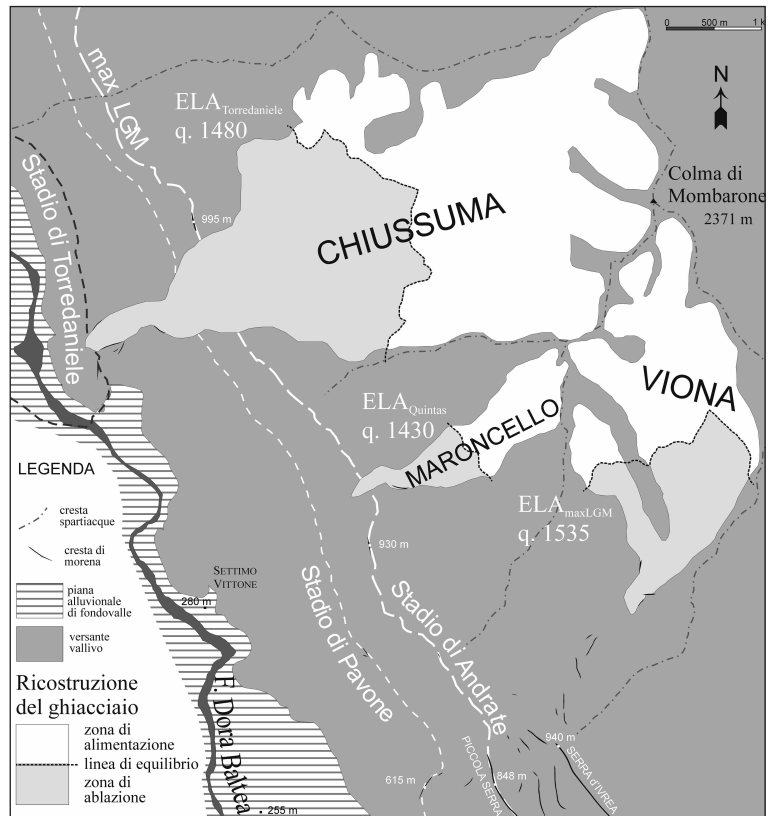 0 500 m 1 k
N
max LGM
ELA Torredaniele
q. 1480
Stadio di Torredaniele
995 m
CHIUSSUMA
Colma di
Mombarone
2371 m
VIONA
ELA Quintas
q. 1430
MARONCELLO
ELA maxLGM
q. 1535
930 m
LEGENDA
cresta
spartiacque
cresta di
morena
piana
alluvionale
di fondovalle
versante
vallivo
Ricostruzione
del ghiacciaio
zona di
alimentazione
linea di equilibrio
zona di
ablazione
SETTIMO
VITTONE
280 m
Stadio di Pavone
Stadio di Andrate
F. Dora Baltea
255 m
615 m
PICCOLA SERRA
848 m
940 m
SERRA d'IVREA